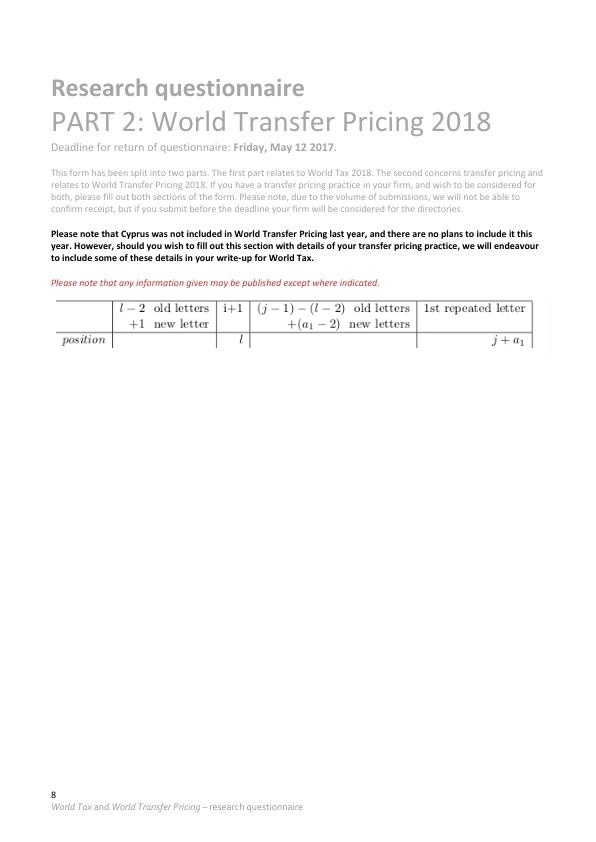 Research questionnaire
PART 2: World Transfer Pricing 2018
Deadline for return of questionnaire: Friday, May 12 2017.
This form has been split into two parts. The first part relates to World Tax 2018. The second concerns transfer pricing and
relates to World Transfer Pricing 2018. If you have a transfer pricing practice in your firm, and wish to be considered for
both, please fill out both sections of the form. Please note, due to the volume of submissions, we will not be able to
confirm receipt, but if you submit before the deadline your firm will be considered for the directories.
Please note that Cyprus was not included in World Transfer Pricing last year, and there are no plans to include it this
year. However, should you wish to fill out this section with details of your transfer pricing practice, we will endeavour
to include some of these details in your write-up for World Tax.
Please note that any information given may be published except where indicated.
l − 2 old letters i+1 (j − 1) − (l − 2) old letters 1st repeated letter
+1 new letter +(a₁ − 2) new letters
position l j + a₁
8
World Tax and World Transfer Pricing – research questionnaire